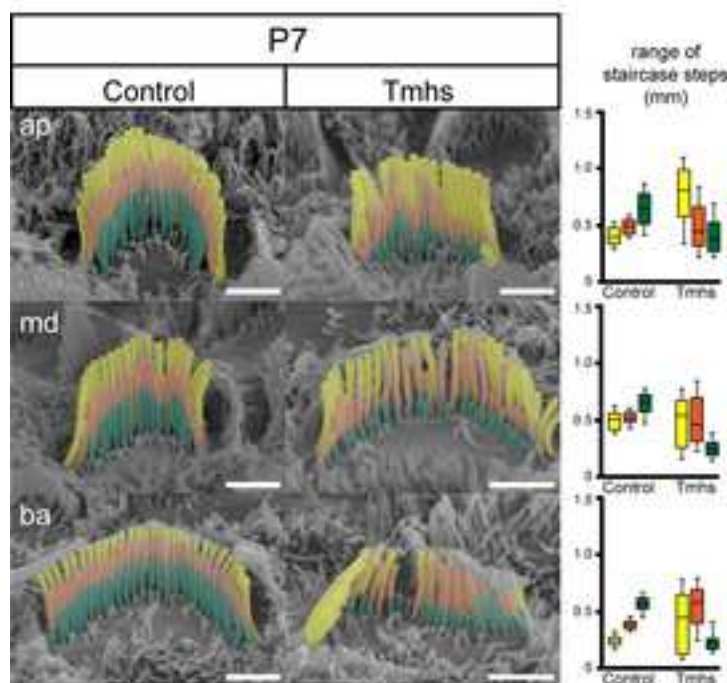 P7
Control Tmhs
range of
staircase steps
(mm)
ap
1.5
1.0
0.5
0
Control Tmhs
md
1.5
1.0
0.5
0
Control Tmhs
ba
1.5
1.0
0.5
0
Control Tmhs